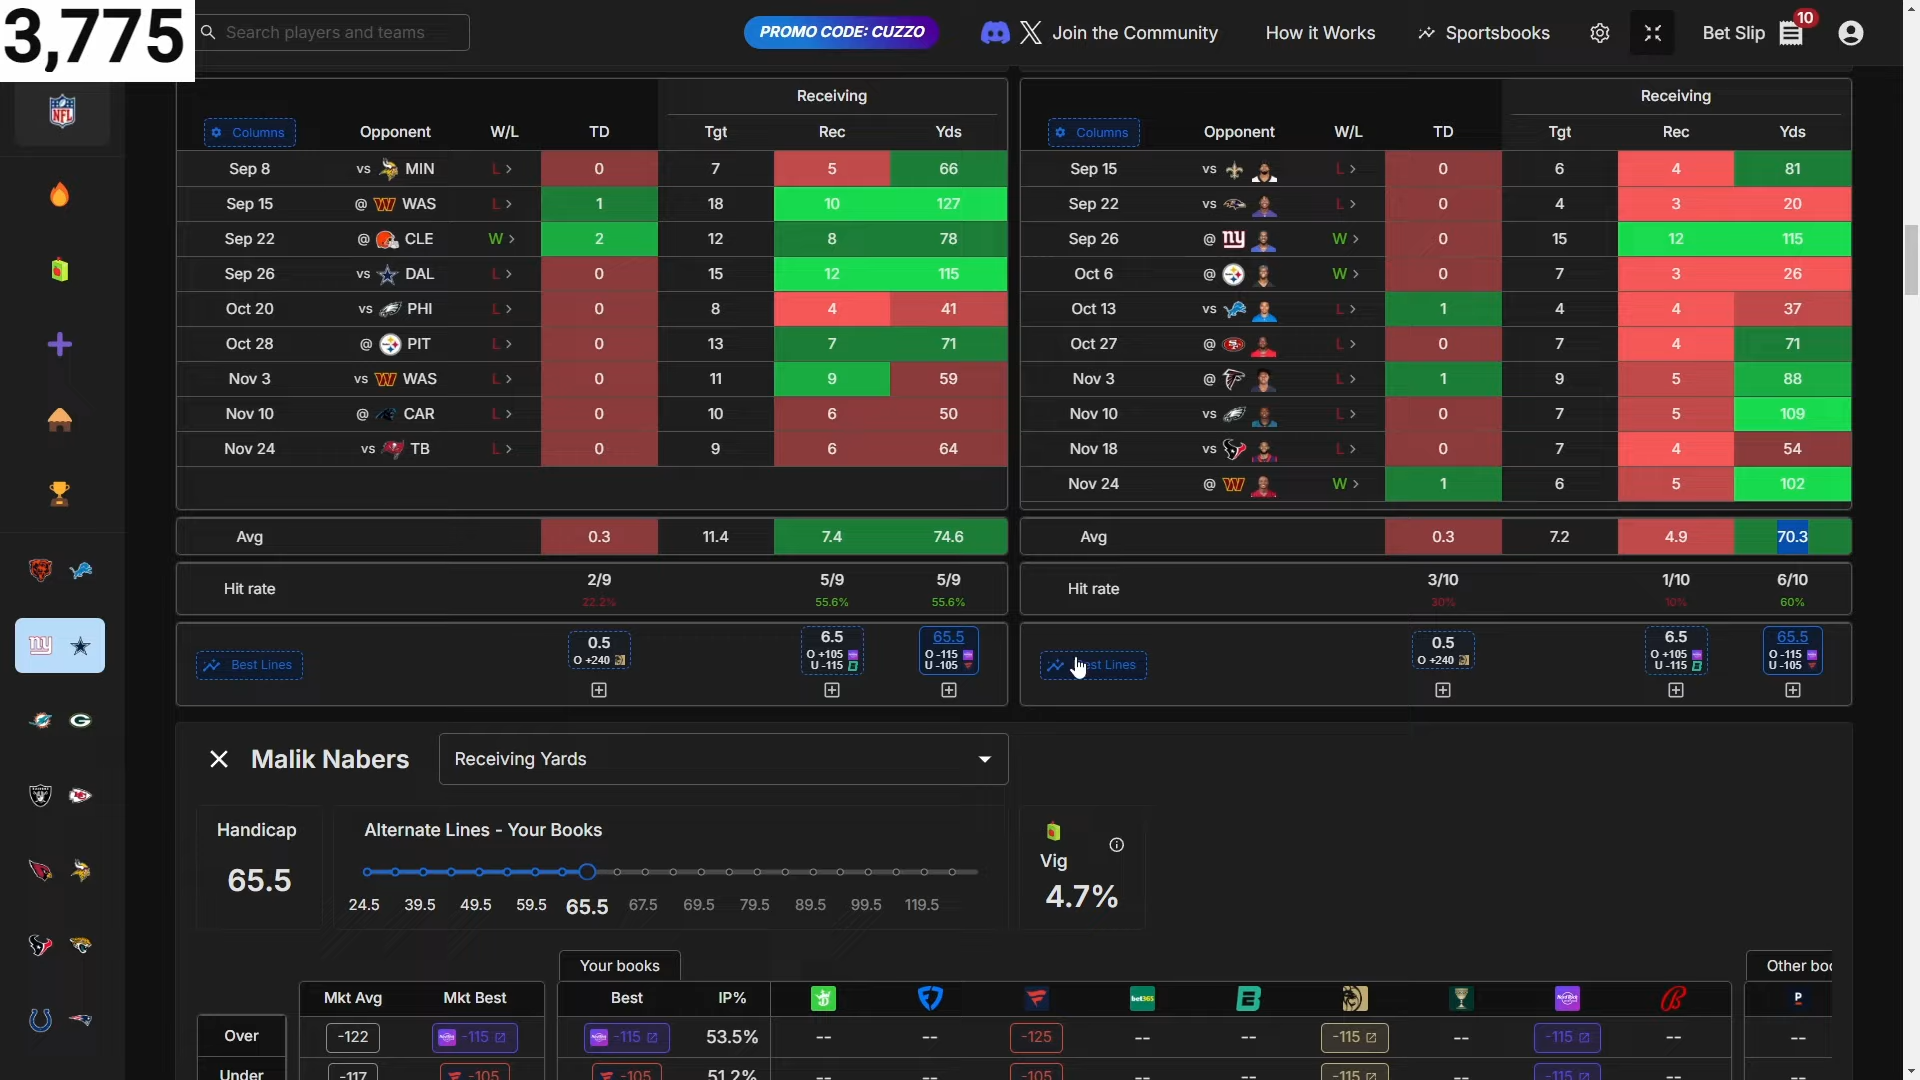 3,775
Search players and teams
PROMO CODE: CUZZO
Join the Community
How it Works
Sportsbooks
Bet Slip
10
Receiving
Columns Opponent W/L TD Tgt Rec Yds
Sep 8 vs MIN L > 0 7 5 66
Sep 15 @ WAS L > 1 18 10 127
Sep 22 @ CLE W > 2 12 8 78
Sep 26 vs DAL L > 0 15 12 115
Oct 20 vs PHI L > 0 8 4 41
Oct 28 @ PIT L > 0 13 7 71
Nov 3 vs WAS L > 0 11 9 59
Nov 10 @ CAR L > 0 10 6 50
Nov 24 vs TB L > 0 9 6 64
Avg 0.3 11.4 7.4 74.6
Hit rate 2/9 5/9 5/9
22.2% 55.6% 55.6%
Best Lines 0.5 6.5 65.5
O +240 O +105 O -115
U -115 U -105
Receiving
Columns Opponent W/L TD Tgt Rec Yds
Sep 15 vs L > 0 6 4 81
Sep 22 vs L > 0 4 3 20
Sep 26 @ ny W > 0 15 12 115
Oct 6 @ W > 0 7 3 26
Oct 13 vs L > 1 4 4 37
Oct 27 @ L > 0 7 4 71
Nov 3 @ L > 1 9 5 88
Nov 10 vs L > 0 7 5 109
Nov 18 vs L > 0 7 4 54
Nov 24 @ W > 1 6 5 102
Avg 0.3 7.2 4.9 70.3
Hit rate 3/10 1/10 6/10
30% 10% 60%
Lines 0.5 6.5 65.5
O +240 O +105 O -115
U -115 U -105
Malik Nabers
Receiving Yards
Handicap
65.5
Alternate Lines - Your Books
24.5 39.5 49.5 59.5 65.5 67.5 69.5 79.5 89.5 99.5 119.5
Vig
4.7%
Your books
Other boo
Mkt Avg Mkt Best Best IP% bet365
Over -122 -115 -115 53.5% -- -- -125 -- -- -115 -- -115 -- --
Under -117 -105 -105 51.2% -- -- -105 -- -- -115 -- -115 -- --